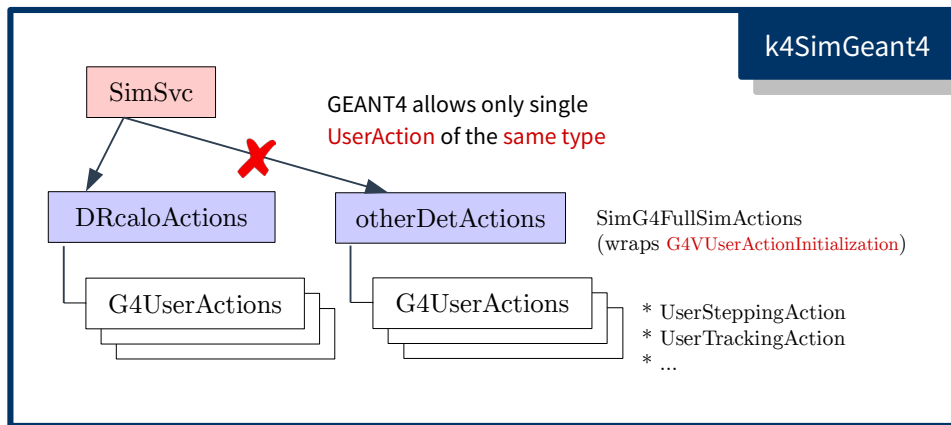 k4SimGeant4
SimSvc
GEANT4 allows only single
UserAction of the same type
DRcaloActions
otherDetActions
SimG4FullSimActions
(wraps G4VUserActionInitialization)
G4UserActions
G4UserActions
* UserSteppingAction
* UserTrackingAction
* ...